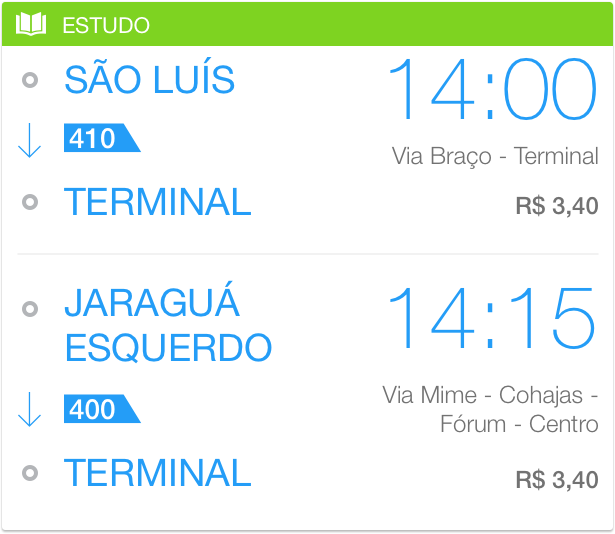 ESTUDO
SÃO LUÍS
14:00
410
Via Braço - Terminal
TERMINAL
R$ 3,40
JARAGUÁ
ESQUERDO
14:15
400
Via Mime - Cohajas -
Fórum - Centro
TERMINAL
R$ 3,40